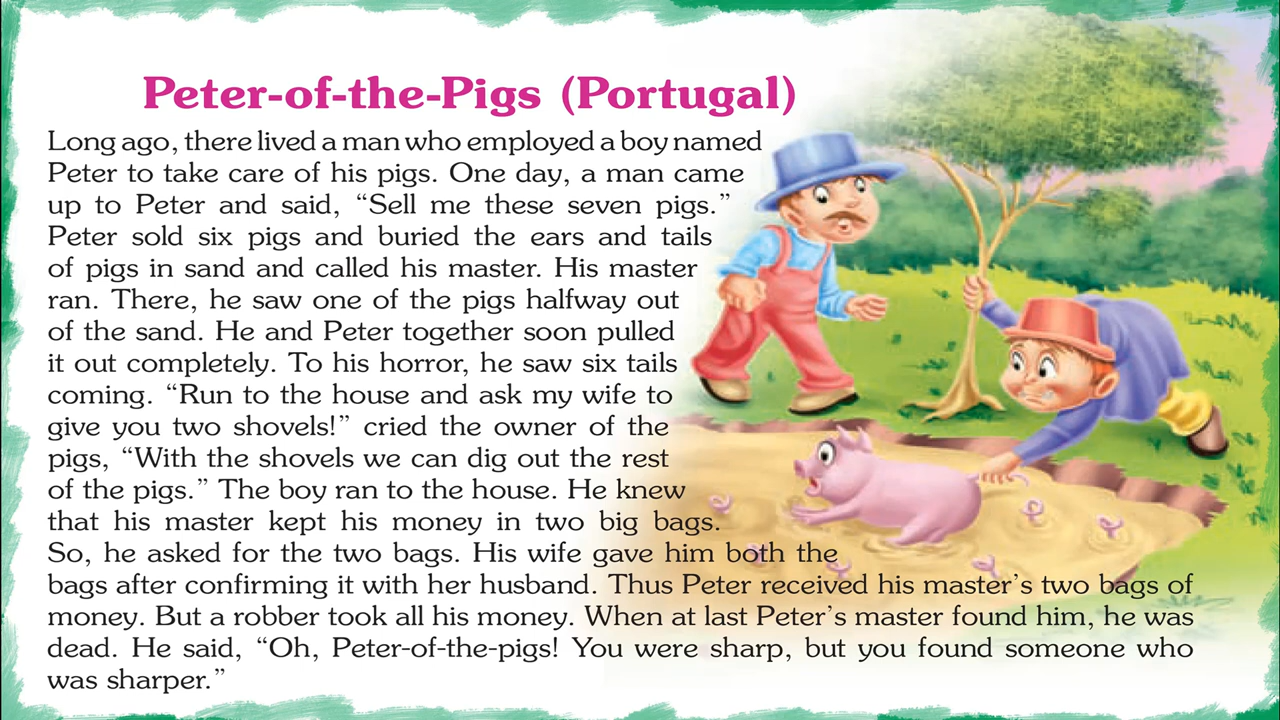 Peter-of-the-Pigs (Portugal)
Long ago, there lived a man who employed a boy named
Peter to take care of his pigs. One day, a man came
up to Peter and said, “Sell me these seven pigs.”
Peter sold six pigs and buried the ears and tails
of pigs in sand and called his master. His master
ran. There, he saw one of the pigs halfway out
of the sand. He and Peter together soon pulled
it out completely. To his horror, he saw six tails
coming. “Run to the house and ask my wife to
give you two shovels!” cried the owner of the
pigs, “With the shovels we can dig out the rest
of the pigs.” The boy ran to the house. He knew
that his master kept his money in two big bags.
So, he asked for the two bags. His wife gave him both the
bags after confirming it with her husband. Thus Peter received his master’s two bags of
money. But a robber took all his money. When at last Peter’s master found him, he was
dead. He said, “Oh, Peter-of-the-pigs! You were sharp, but you found someone who
was sharper.”